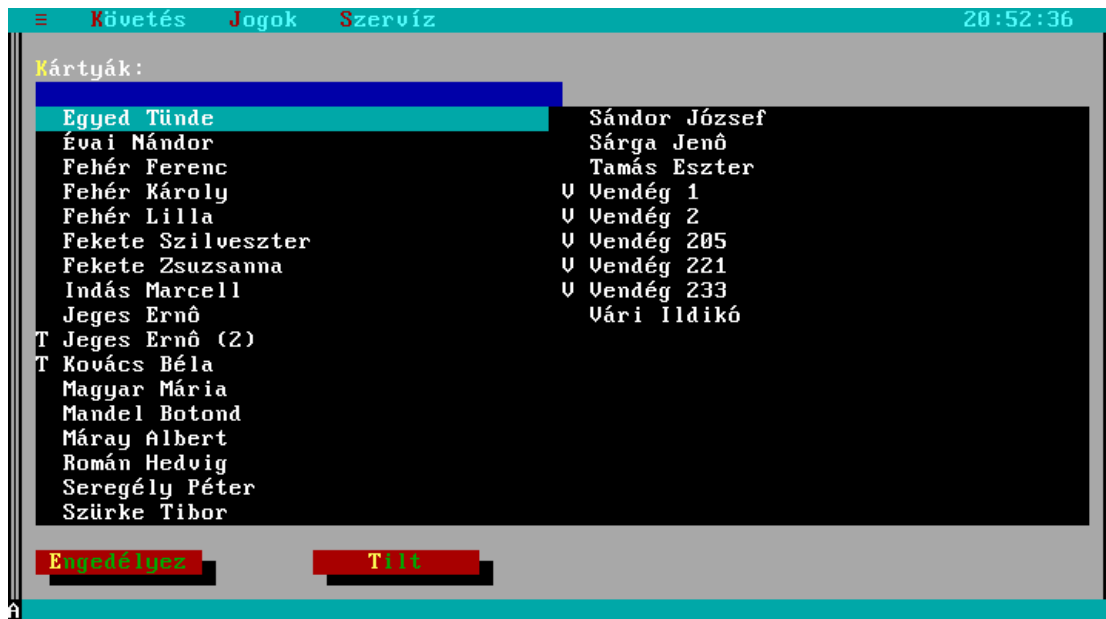 ≡ Követés Jogok Szervíz 20:52:36
Kártyák:
Egyed Tünde
Évai Nándor
Fehér Ferenc
Fehér Károly
Fehér Lilla
Fekete Szilveszter
Fekete Zsuzsanna
Indás Marcell
Jeges Ernô
T Jeges Ernô (2)
T Kovács Béla
Magyar Mária
Mandel Botond
Máray Albert
Román Hedvig
Seregély Péter
Szürke Tibor
Sándor József
Sárga Jenô
Tamás Eszter
V Vendég 1
V Vendég 2
V Vendég 205
V Vendég 221
V Vendég 233
Vári Ildikó
Engedélyez Tilt
A